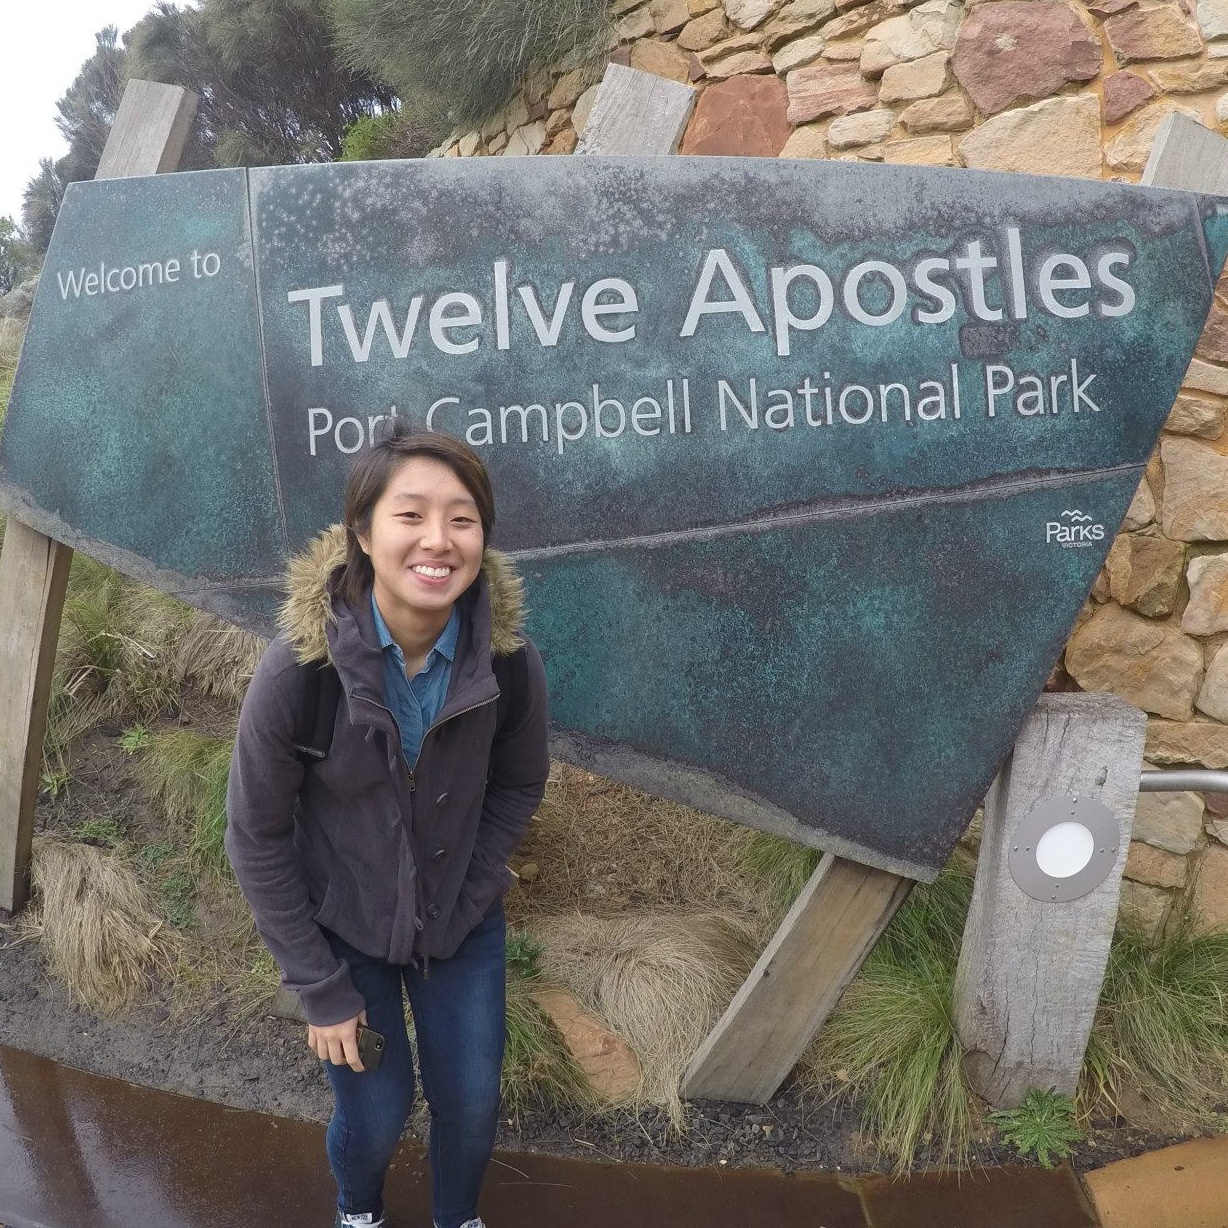 Welcome to
Twelve Apostles
Port Campbell National Park
Parks
VICTORIA